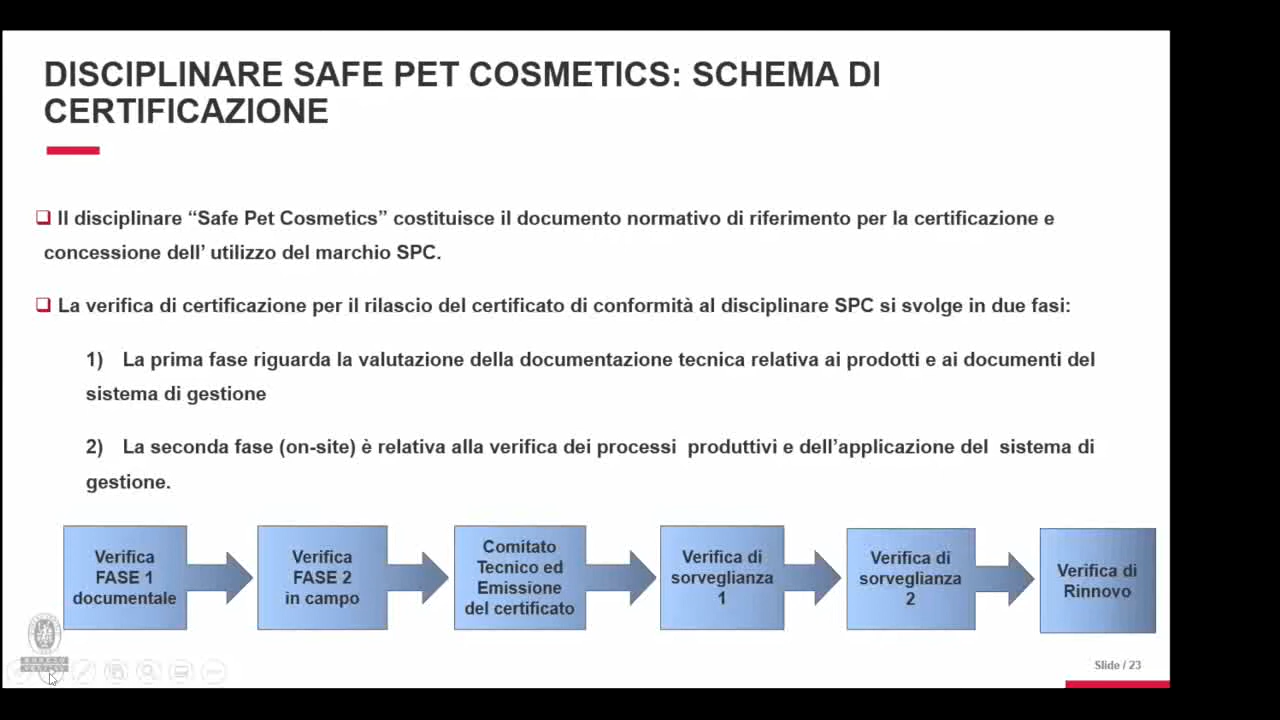 DISCIPLINARE SAFE PET COSMETICS: SCHEMA DI
CERTIFICAZIONE
Il disciplinare “Safe Pet Cosmetics” costituisce il documento normativo di riferimento per la certificazione e
concessione dell’ utilizzo del marchio SPC.
La verifica di certificazione per il rilascio del certificato di conformità al disciplinare SPC si svolge in due fasi:
1) La prima fase riguarda la valutazione della documentazione tecnica relativa ai prodotti e ai documenti del
sistema di gestione
2) La seconda fase (on-site) è relativa alla verifica dei processi produttivi e dell’applicazione del sistema di
gestione.
Verifica
FASE 1
documentale
Verifica
FASE 2
in campo
Comitato
Tecnico ed
Emissione
del certificato
Verifica di
sorveglianza
1
Verifica di
sorveglianza
2
Verifica di
Rinnovo
Slide / 23